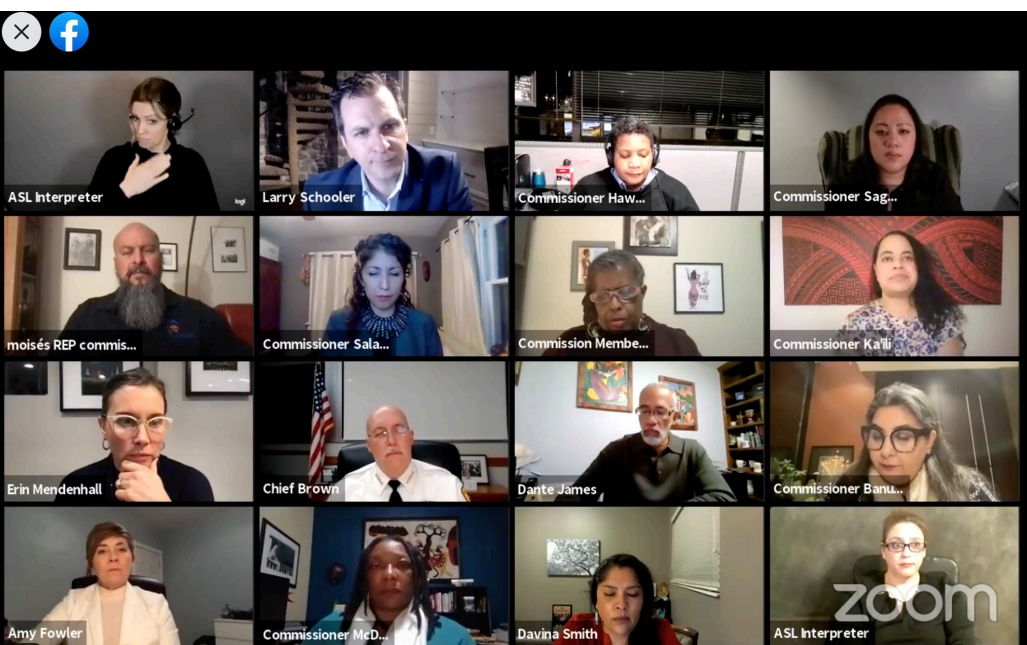 ASL Interpreter
logi
Larry Schooler
Commissioner Haw...
Commissioner Sag...
moisés REP commis...
Commissioner Sala...
Commission Membe...
Commissioner Ka'ili
Erin Mendenhall
Chief Brown
Dante James
Commissioner Banu...
Amy Fowler
Commissioner McD...
Davina Smith
ASL Interpreter
zoom